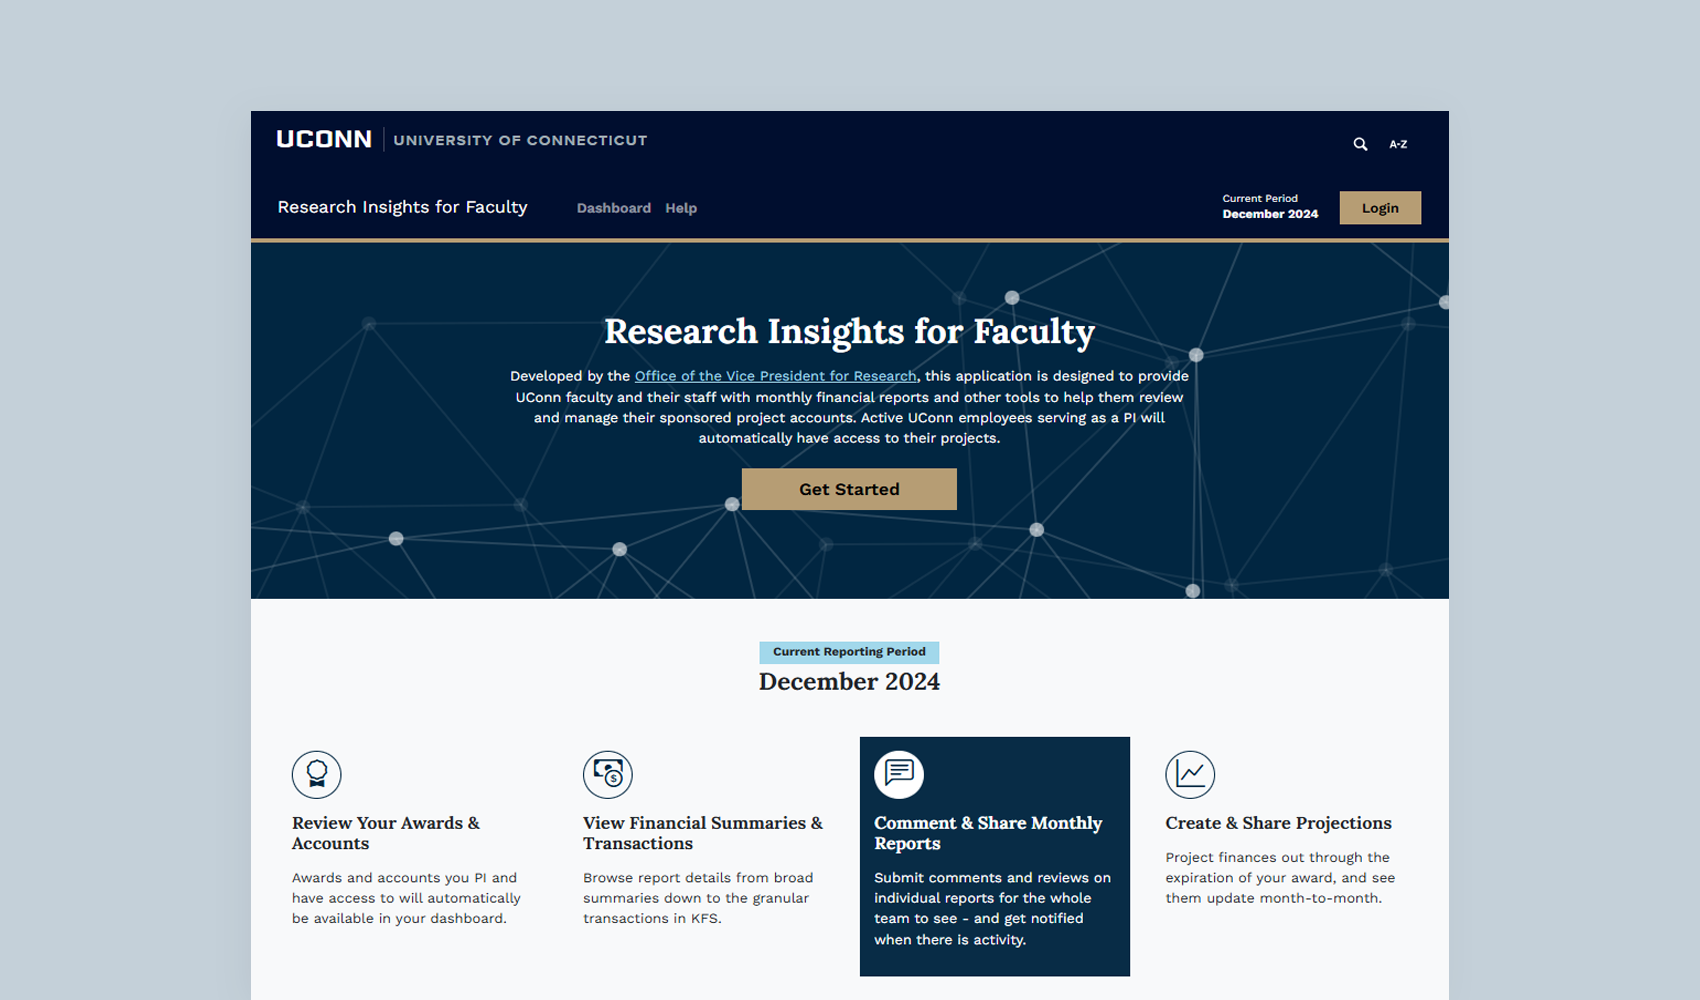 UCONN UNIVERSITY OF CONNECTICUT
A-Z
Research Insights for Faculty
Dashboard Help
Current Period
December 2024
Login
Research Insights for Faculty
Developed by the Office of the Vice President for Research, this application is designed to provide
UConn faculty and their staff with monthly financial reports and other tools to help them review
and manage their sponsored project accounts. Active UConn employees serving as a PI will
automatically have access to their projects.
Get Started
Current Reporting Period
December 2024
Review Your Awards &
Accounts
Awards and accounts you PI and
have access to will automatically
be available in your dashboard.
$
View Financial Summaries &
Transactions
Browse report details from broad
summaries down to the granular
transactions in KFS.
Comment & Share Monthly
Reports
Submit comments and reviews on
individual reports for the whole
team to see - and get notified
when there is activity.
Create & Share Projections
Project finances out through the
expiration of your award, and see
them update month-to-month.